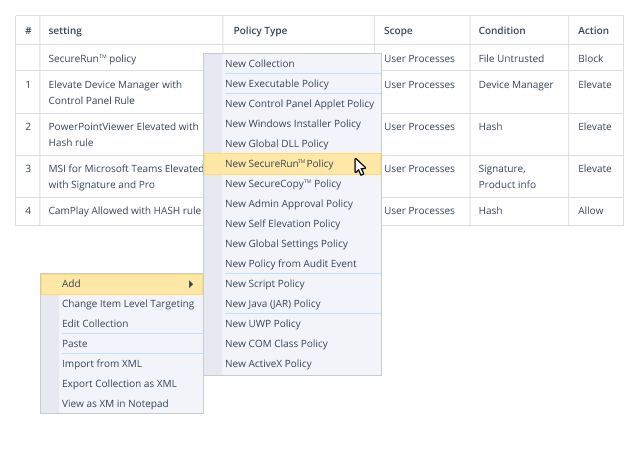 # setting Policy Type Scope Condition Action
SecureRun™ policy User Processes File Untrusted Block
1 Elevate Device Manager with User Processes Device Manager Elevate
Control Panel Rule
2 PowerPointViewer Elevated with User Processes Hash Elevate
Hash rule
3 MSI for Microsoft Teams Elevated User Processes Signature, Elevate
with Signature and Pro Product info
4 CamPlay Allowed with HASH rule User Processes Hash Allow
New Collection
New Executable Policy
New Control Panel Applet Policy
New Windows Installer Policy
New Global DLL Policy
New SecureRun™ Policy
New SecureCopy™ Policy
New Admin Approval Policy
New Self Elevation Policy
New Global Settings Policy
New Policy from Audit Event
New Script Policy
New Java (JAR) Policy
New UWP Policy
New COM Class Policy
New ActiveX Policy
Add
Change Item Level Targeting
Edit Collection
Paste
Import from XML
Export Collection as XML
View as XM in Notepad